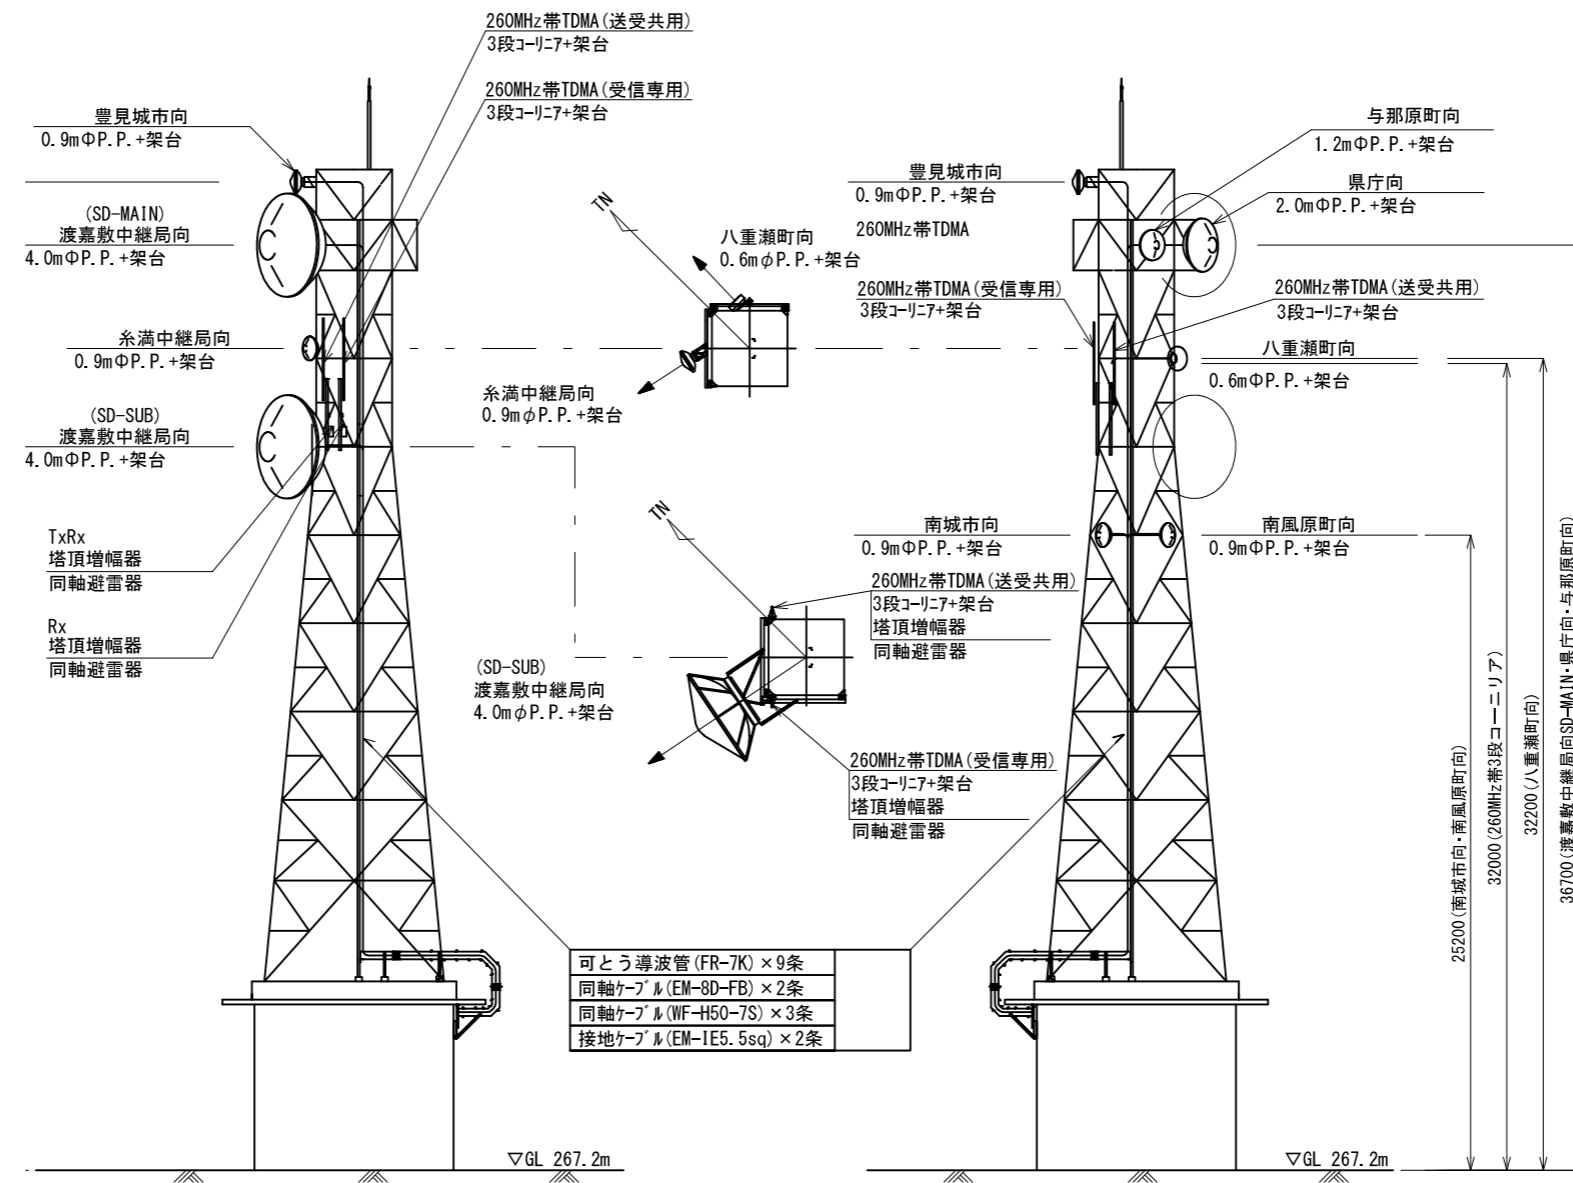 260MHz帯TDMA(送受共用)
3段ｺｰﾘﾆｱ+架台
260MHz帯TDMA(受信専用)
3段ｺｰﾘﾆｱ+架台
豊見城市向
0.9mΦP.P.+架台
(SD-MAIN)
渡嘉敷中継局向
4.0mΦP.P.+架台
糸満中継局向
0.9mΦP.P.+架台
(SD-SUB)
渡嘉敷中継局向
4.0mΦP.P.+架台
TxRx
塔頂増幅器
同軸避雷器
Rx
塔頂増幅器
同軸避雷器
▽GL 267.2m
TN
八重瀬町向
0.6mφP.P.+架台
糸満中継局向
0.9mφP.P.+架台
TN
260MHz帯TDMA(送受共用)
3段ｺｰﾘﾆｱ+架台
塔頂増幅器
同軸避雷器
(SD-SUB)
渡嘉敷中継局向
4.0mφP.P.+架台
260MHz帯TDMA(受信専用)
3段ｺｰﾘﾆｱ+架台
塔頂増幅器
同軸避雷器
可とう導波管(FR-7K)×9条
同軸ｹｰﾌﾞﾙ(EM-8D-FB)×2条
同軸ｹｰﾌﾞﾙ(WF-H50-7S)×3条
接地ｹｰﾌﾞﾙ(EM-IE5.5sq)×2条
豊見城市向
0.9mΦP.P.+架台
260MHz帯TDMA
260MHz帯TDMA(受信専用)
3段ｺｰﾘﾆｱ+架台
与那原町向
1.2mΦP.P.+架台
県庁向
2.0mΦP.P.+架台
260MHz帯TDMA(送受共用)
3段ｺｰﾘﾆｱ+架台
八重瀬町向
0.6mΦP.P.+架台
南城市向
0.9mΦP.P.+架台
南風原町向
0.9mΦP.P.+架台
▽GL 267.2m
25200(南城市向・南風原町向)
32000(260MHz帯3段コーニリア)
32200(八重瀬町向)
36700(渡嘉敷中継局向SD-MAIN・県庁向・与那原町向)